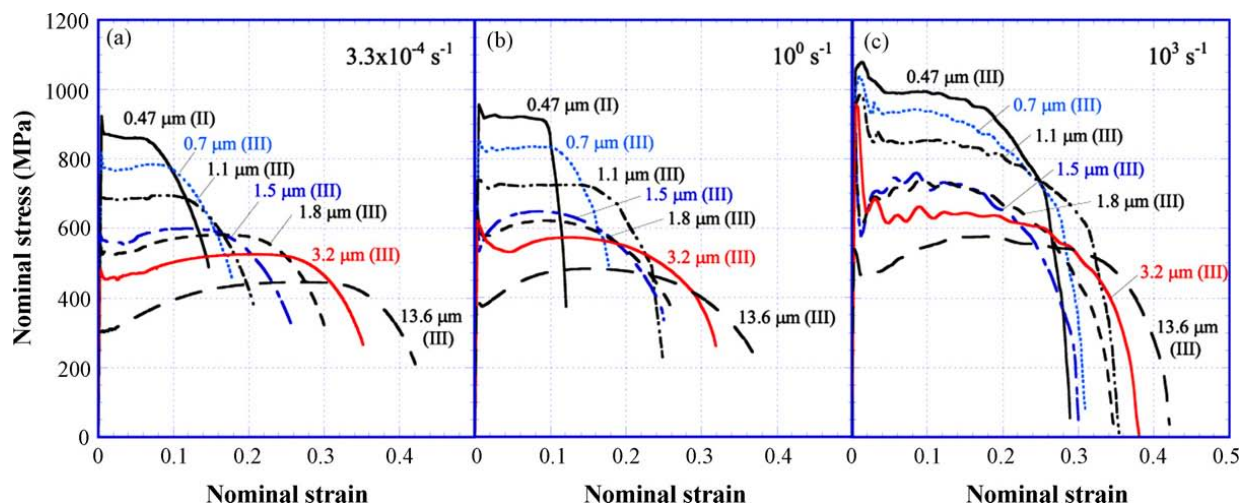 Nominal stress (MPa)
1200
1000
800
600
400
200
0
(a)
3.3x10⁻⁴ s⁻¹
0.47 µm (II)
0.7 µm (III)
1.1 µm (III)
1.5 µm (III)
1.8 µm (III)
3.2 µm (III)
13.6 µm
(III)
0 0.1 0.2 0.3 0.4
Nominal strain
(b)
10⁰ s⁻¹
0.47 µm (II)
0.7 µm (III)
1.1 µm (III)
1.5 µm (III)
1.8 µm (III)
3.2 µm (III)
13.6 µm (III)
0 0.1 0.2 0.3 0.4
Nominal strain
(c)
10³ s⁻¹
0.47 µm (III)
0.7 µm (III)
1.1 µm (III)
1.5 µm (III)
1.8 µm (III)
3.2 µm (III)
13.6 µm
(III)
0 0.1 0.2 0.3 0.4 0.5
Nominal strain